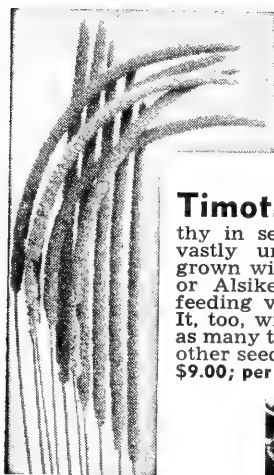 Timot
thy in se
vastly un
grown wi
or Alsike
feeding v
It, too, w
as many t
other seed
$9.00; per